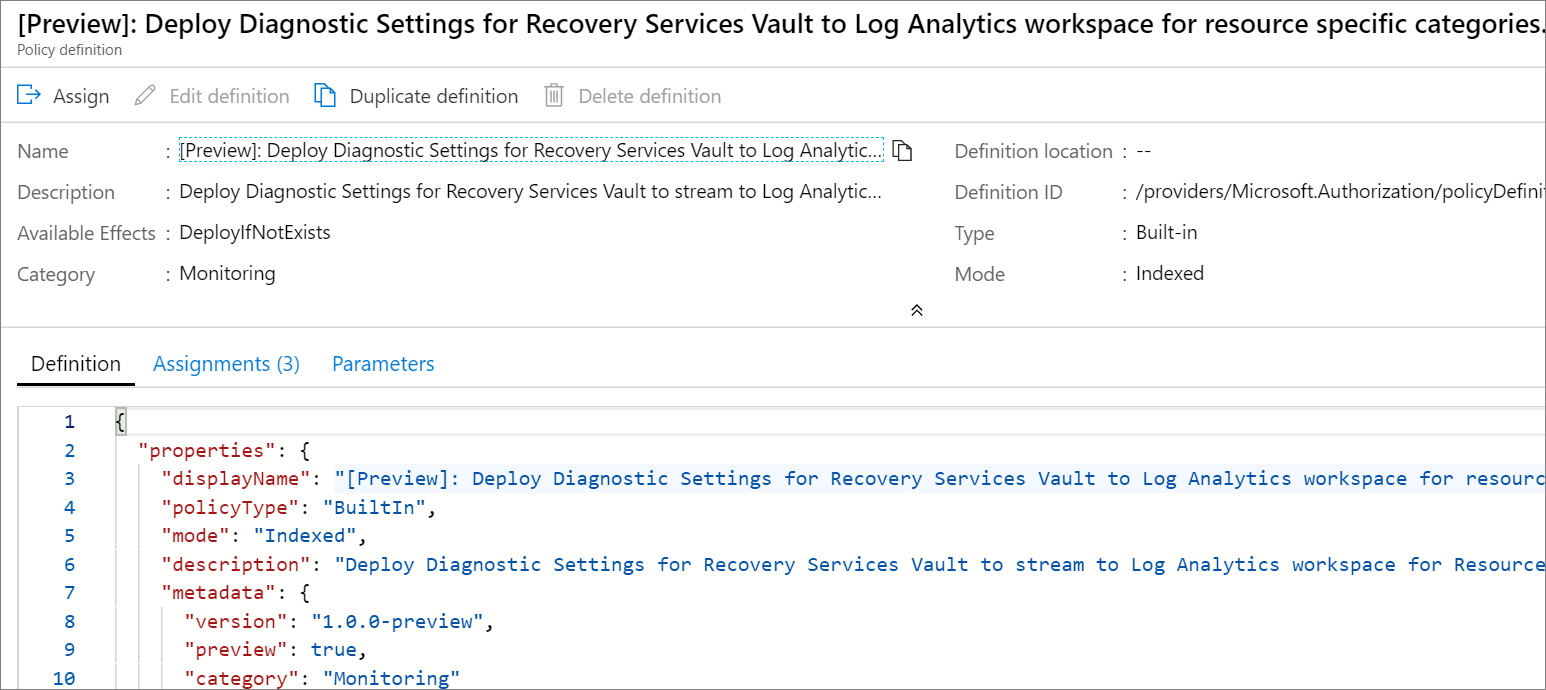 [Preview]: Deploy Diagnostic Settings for Recovery Services Vault to Log Analytics workspace for resource specific categories.
Policy definition
Assign Edit definition Duplicate definition Delete definition
Name : [Preview]: Deploy Diagnostic Settings for Recovery Services Vault to Log Analytic... Definition location : --
Description : Deploy Diagnostic Settings for Recovery Services Vault to stream to Log Analytic... Definition ID : /providers/Microsoft.Authorization/policyDefini
Available Effects : DeployIfNotExists Type : Built-in
Category : Monitoring Mode : Indexed
Definition Assignments (3) Parameters
1 {
2 "properties": {
3 "displayName": "[Preview]: Deploy Diagnostic Settings for Recovery Services Vault to Log Analytics workspace for resourc
4 "policyType": "BuiltIn",
5 "mode": "Indexed",
6 "description": "Deploy Diagnostic Settings for Recovery Services Vault to stream to Log Analytics workspace for Resource
7 "metadata": {
8 "version": "1.0.0-preview",
9 "preview": true,
10 "category": "Monitoring"